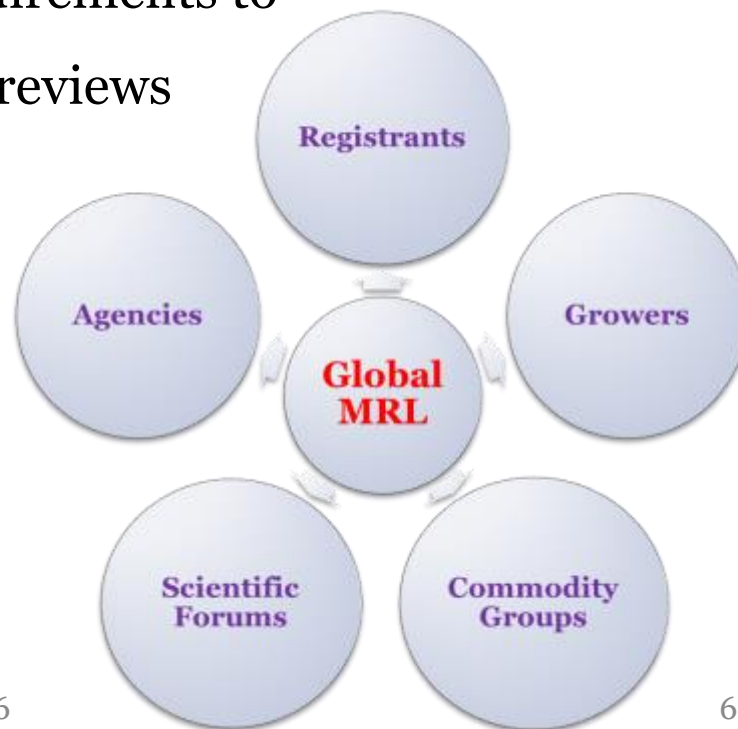 reviews
Registrants
Agencies
Growers
Global
MRL
Scientific
Forums
Commodity
Groups
6
6